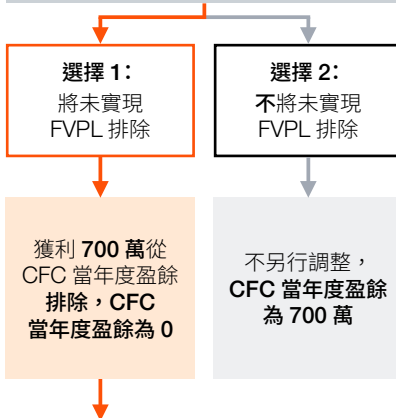 選擇 1：
將未實現
FVPL 排除
選擇 2：
不將未實現
FVPL 排除
獲利 700 萬從
CFC 當年度盈餘
排除，CFC
當年度盈餘為 0
不另行調整，
CFC 當年度盈餘
為 700 萬